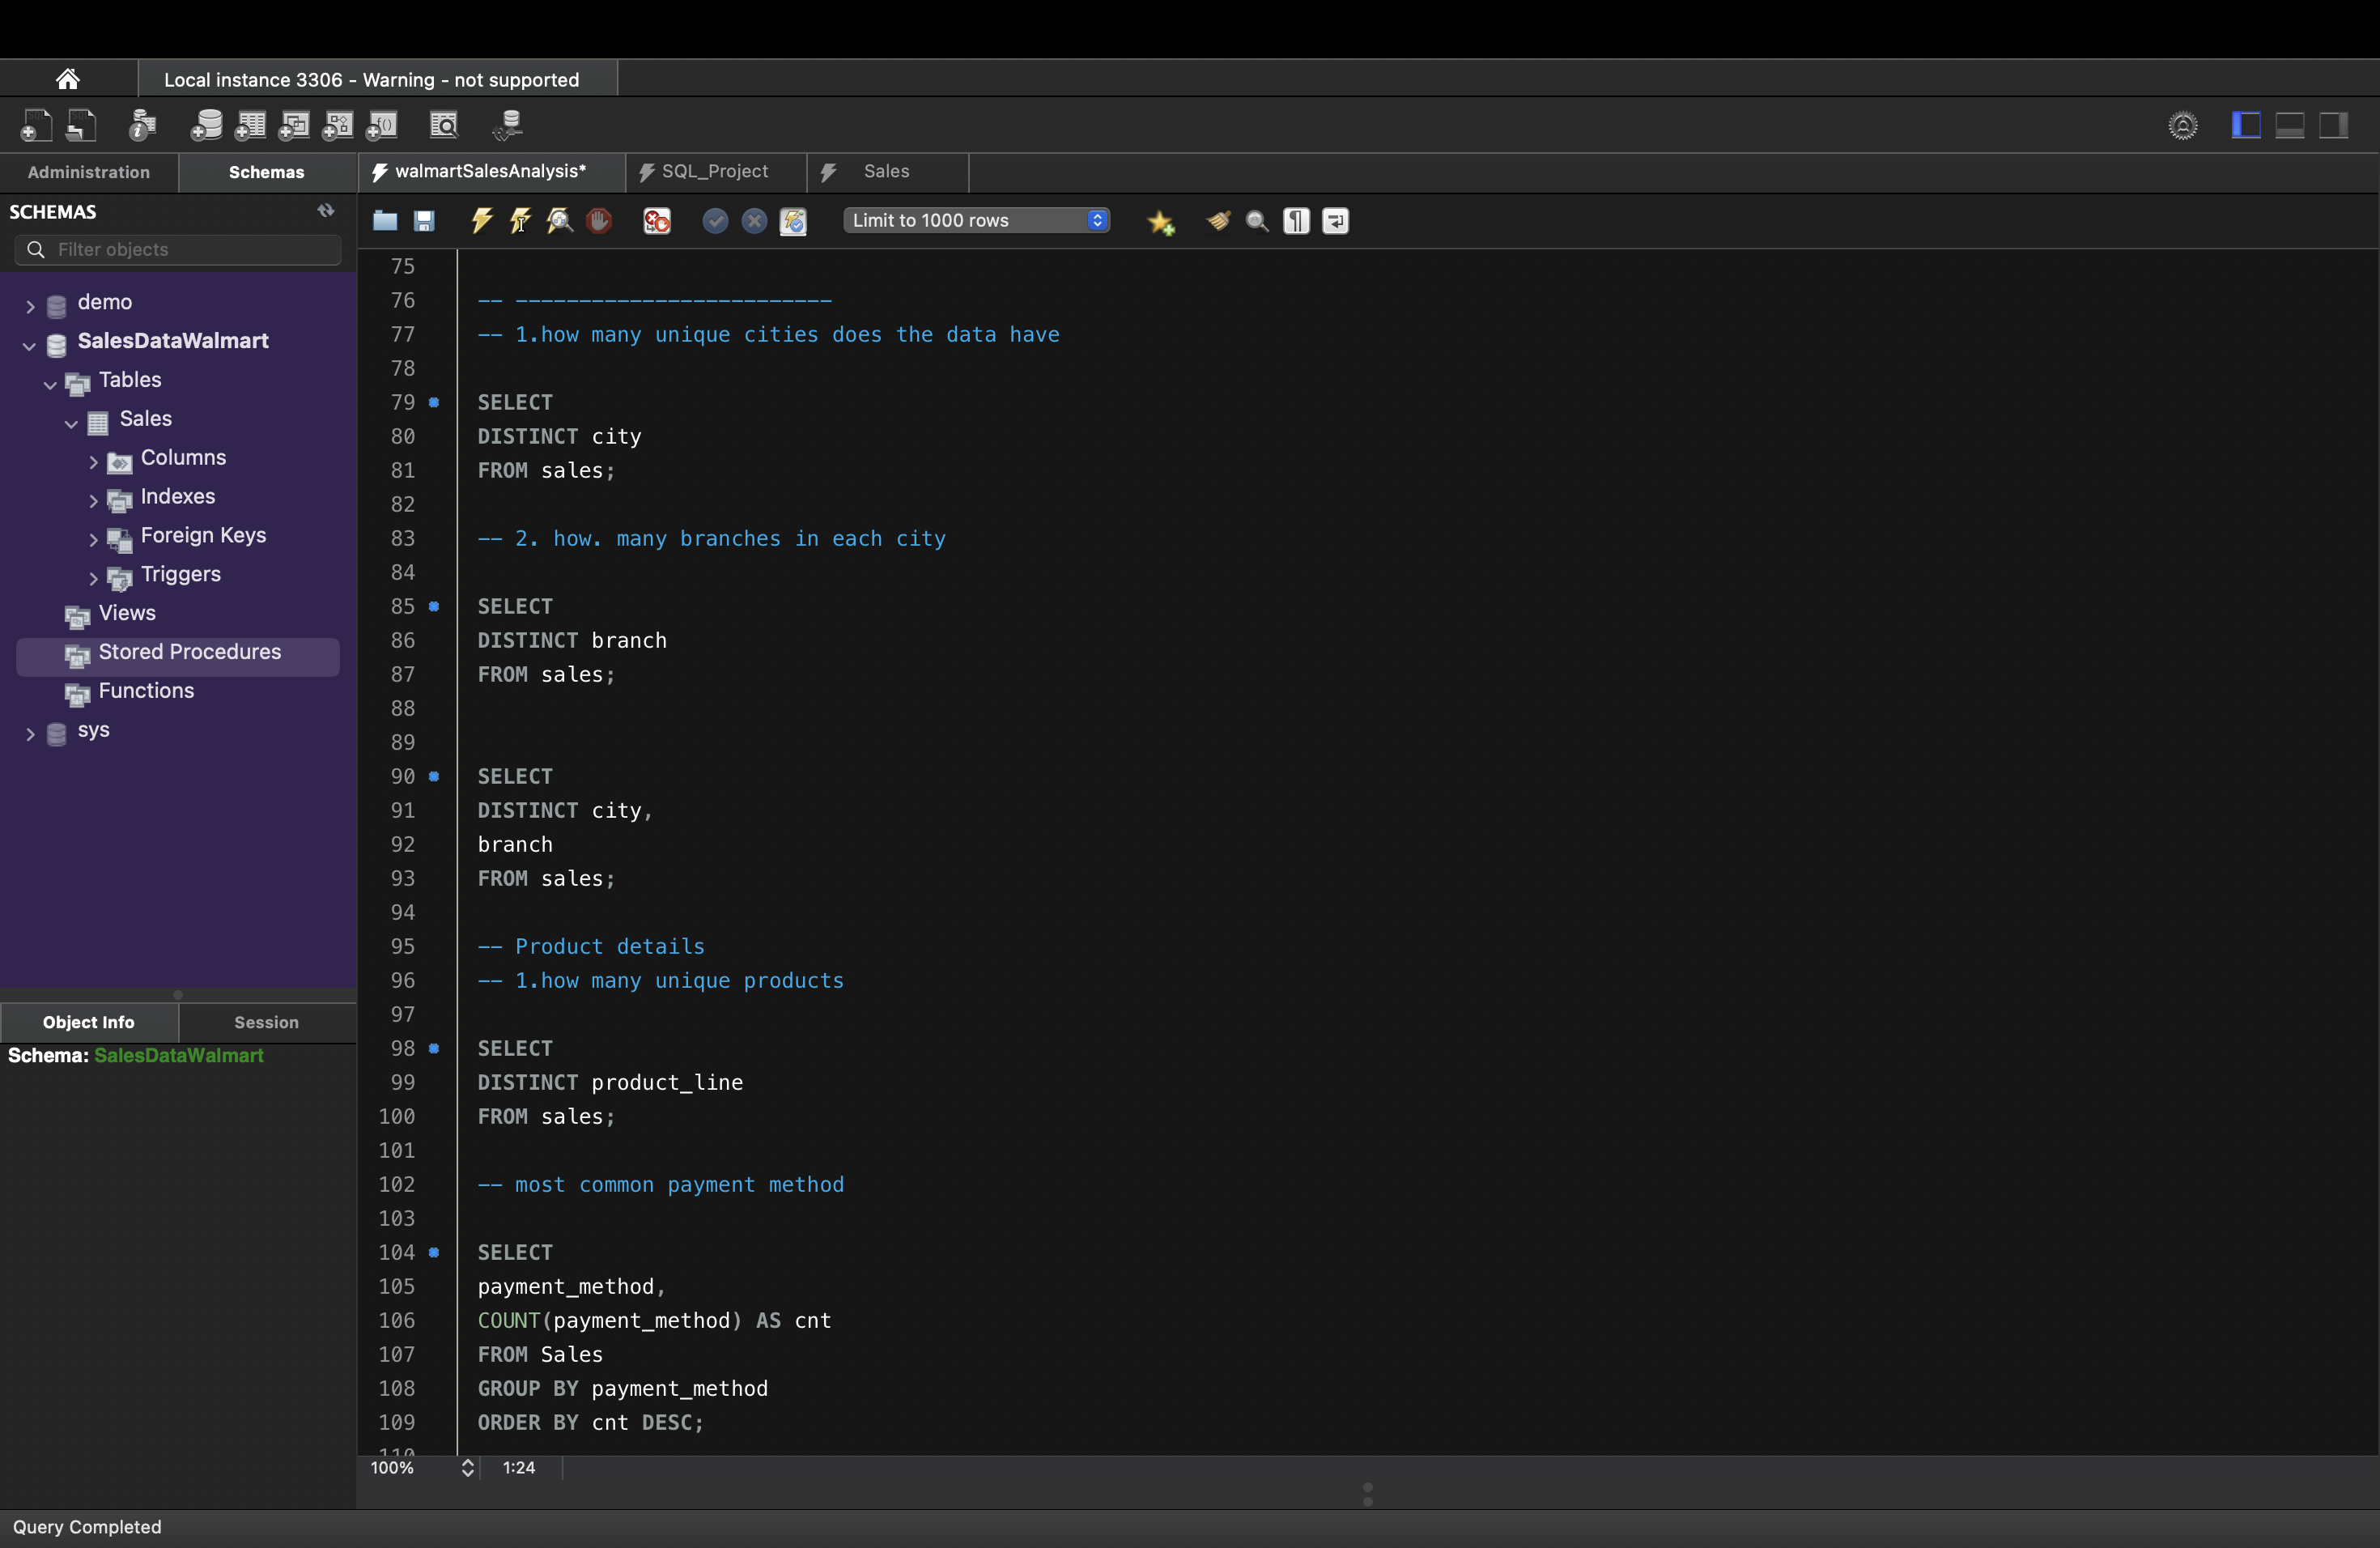 Local instance 3306 - Warning - not supported
Administration
Schemas
walmartSalesAnalysis*
SQL_Project
Sales
SCHEMAS
Limit to 1000 rows
Filter objects
demo
SalesDataWalmart
Tables
Sales
Columns
Indexes
Foreign Keys
Triggers
Views
Stored Procedures
Functions
sys
Object Info
Session
Schema: SalesDataWalmart
75
76 -- -------------------------
77 -- 1.how many unique cities does the data have
78
79 SELECT
80 DISTINCT city
81 FROM sales;
82
83 -- 2. how. many branches in each city
84
85 SELECT
86 DISTINCT branch
87 FROM sales;
88
89
90 SELECT
91 DISTINCT city,
92 branch
93 FROM sales;
94
95 -- Product details
96 -- 1.how many unique products
97
98 SELECT
99 DISTINCT product_line
100 FROM sales;
101
102 -- most common payment method
103
104 SELECT
105 payment_method,
106 COUNT(payment_method) AS cnt
107 FROM Sales
108 GROUP BY payment_method
109 ORDER BY cnt DESC;
110
100%
1:24
Query Completed